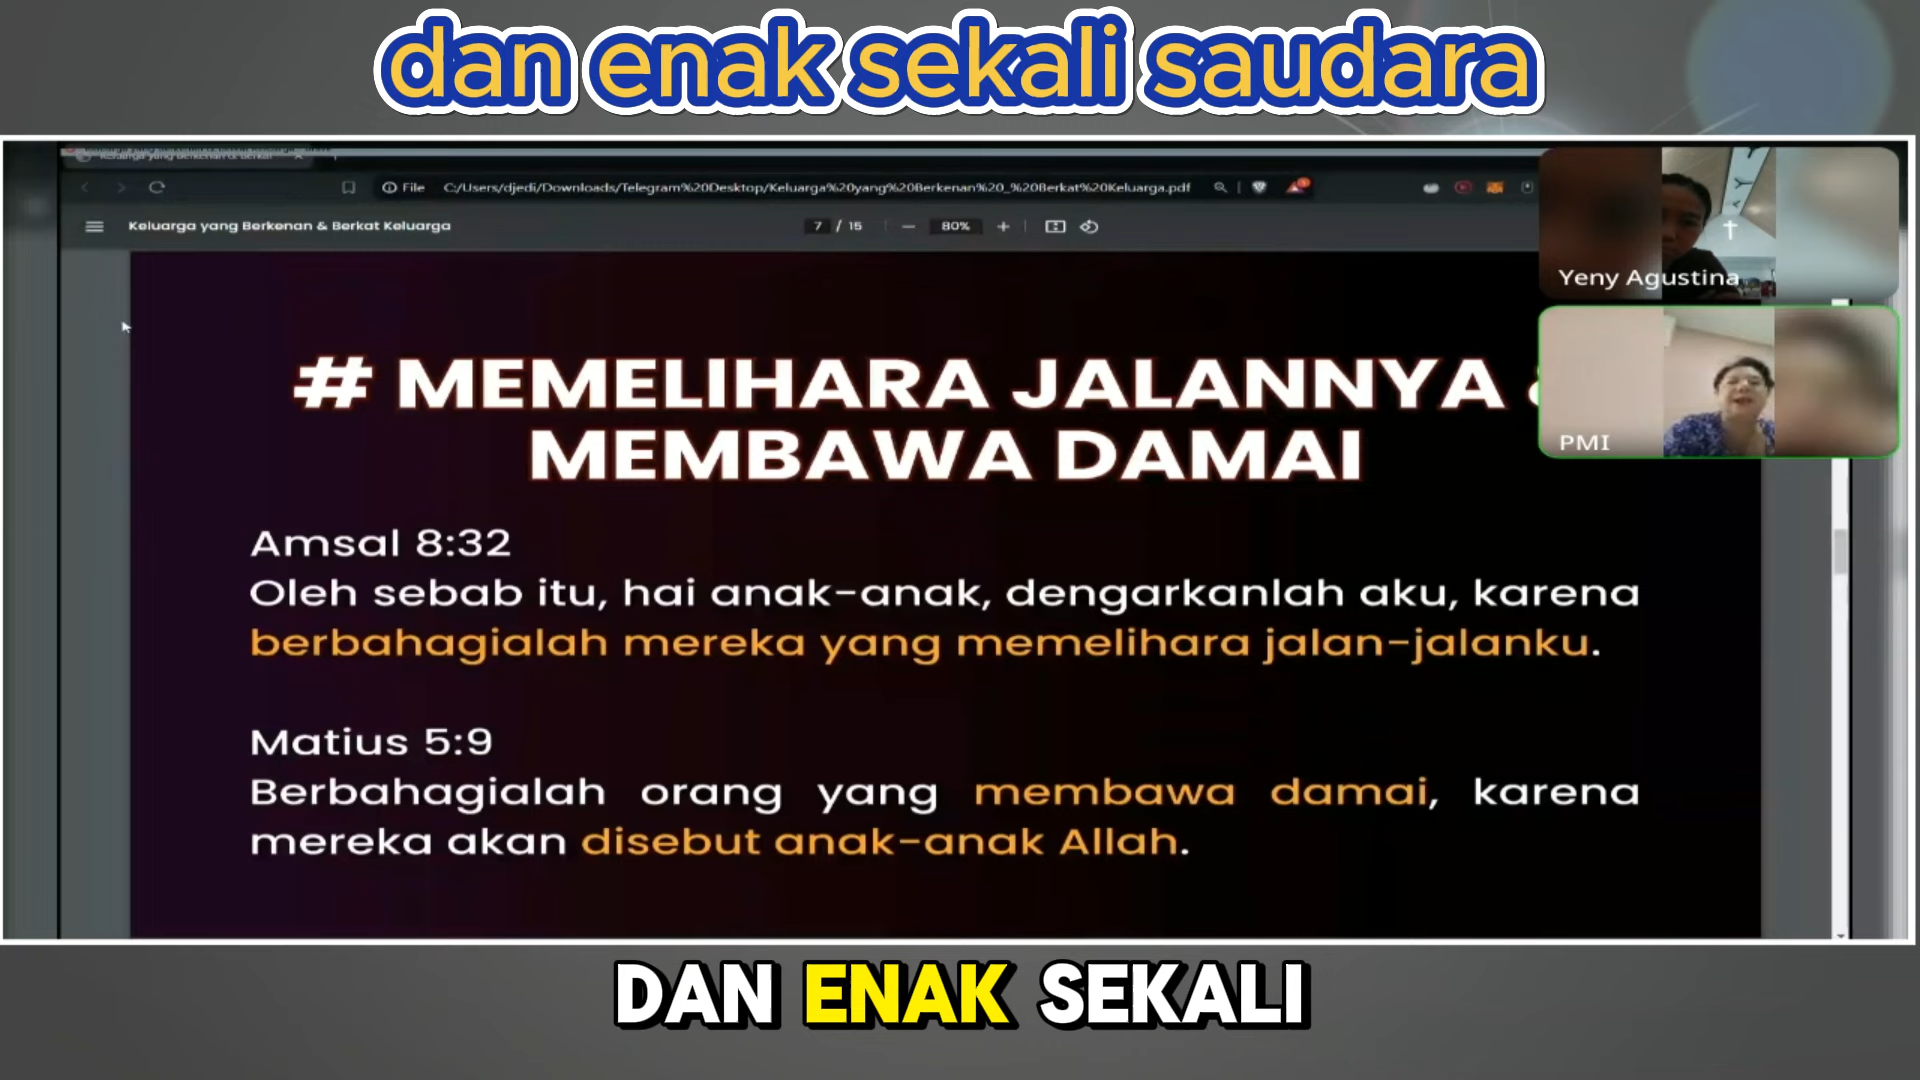 dan enak sekali saudara
File C:/Users/djedi/Downloads/Telegram%20Desktop/Keluarga%20yang%20Berkenan%20_%20Berkat%20Keluarga.pdf
Keluarga yang Berkenan & Berkat Keluarga
7 / 15
80%
Yeny Agustina
PMI
# MEMELIHARA JALANNYA
MEMBAWA DAMAI
Amsal 8:32
Oleh sebab itu, hai anak-anak, dengarkanlah aku, karena
berbahagialah mereka yang memelihara jalan-jalanku.
Matius 5:9
Berbahagialah orang yang membawa damai, karena
mereka akan disebut anak-anak Allah.
DAN ENAK SEKALI